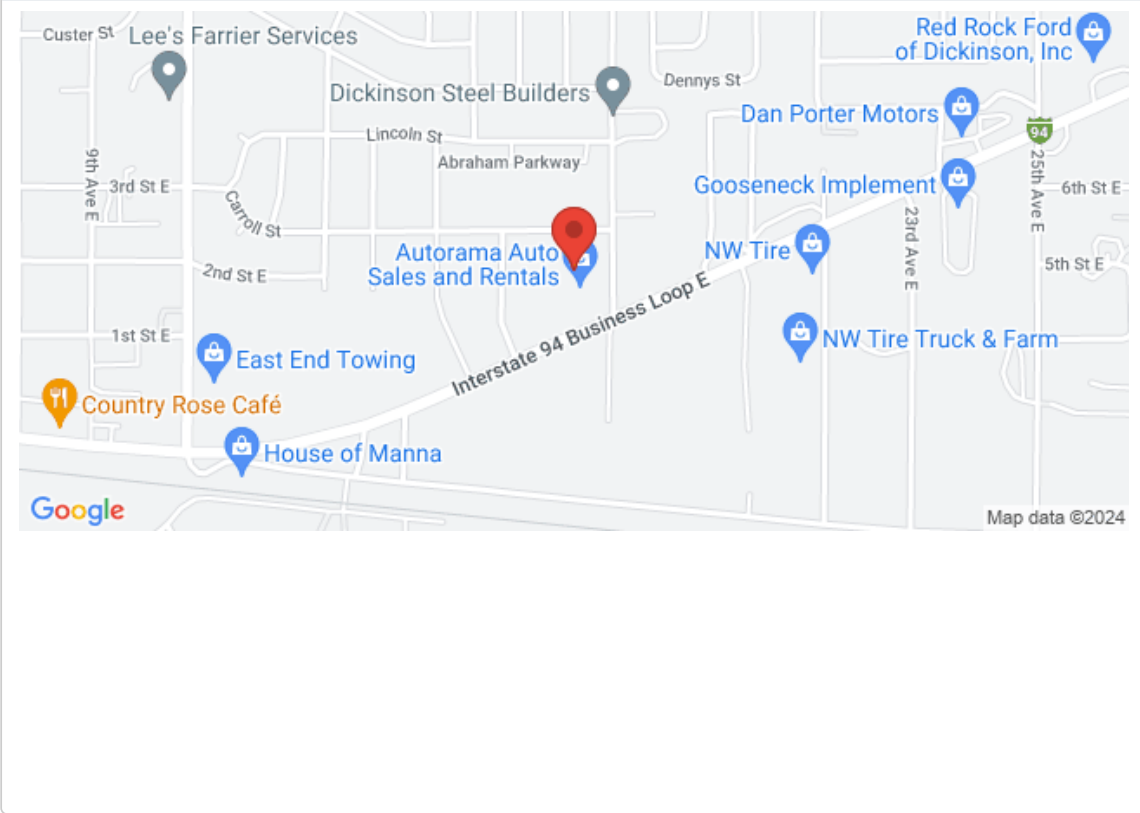 Custer St
Lee's Farrier Services
Red Rock Ford
of Dickinson, Inc
Dickinson Steel Builders
Dennys St
Dan Porter Motors
94
Lincoln St
Abraham Parkway
9th Ave E
3rd St E
25th Ave E
Gooseneck Implement
6th St E
Carroll St
23rd Ave E
Autorama Auto
Sales and Rentals
NW Tire
2nd St E
5th St E
Interstate 94 Business Loop E
1st St E
East End Towing
NW Tire Truck & Farm
Country Rose Café
House of Manna
Google
Map data ©2024